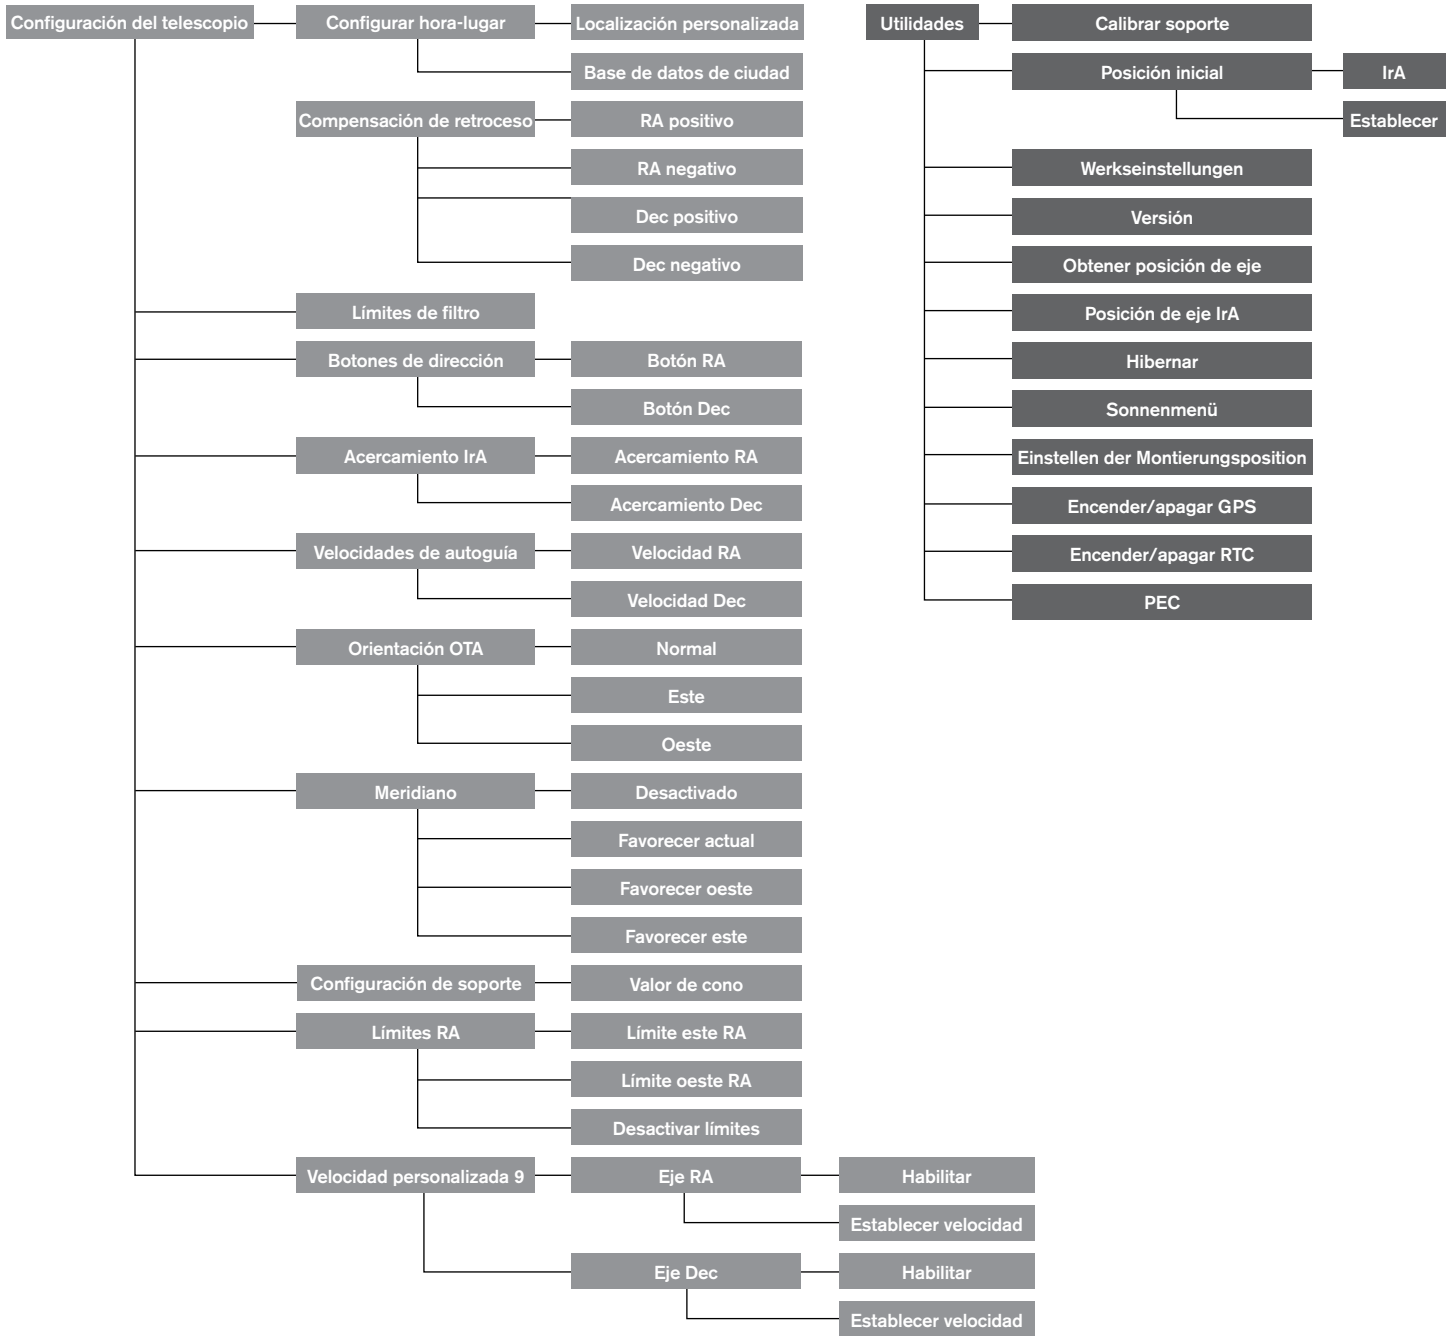 Configuración del telescopio
Configurar hora-lugar
Localización personalizada
Base de datos de ciudad
Compensación de retroceso
RA positivo
RA negativo
Dec positivo
Dec negativo
Límites de filtro
Botones de dirección
Botón RA
Botón Dec
Acercamiento IrA
Acercamiento RA
Acercamiento Dec
Velocidades de autoguía
Velocidad RA
Velocidad Dec
Orientación OTA
Normal
Este
Oeste
Meridiano
Desactivado
Favorecer actual
Favorecer oeste
Favorecer este
Configuración de soporte
Valor de cono
Límites RA
Límite este RA
Límite oeste RA
Desactivar límites
Velocidad personalizada 9
Eje RA
Habilitar
Establecer velocidad
Eje Dec
Habilitar
Establecer velocidad
Utilidades
Calibrar soporte
Posición inicial
IrA
Establecer
Werkseinstellungen
Versión
Obtener posición de eje
Posición de eje IrA
Hibernar
Sonnenmenü
Einstellen der Montierungsposition
Encender/apagar GPS
Encender/apagar RTC
PEC